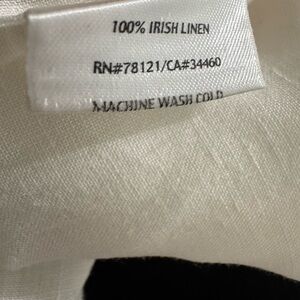 100% IRISH LINEN
RN#78121/CA#34460
MACHINE WASH COLD